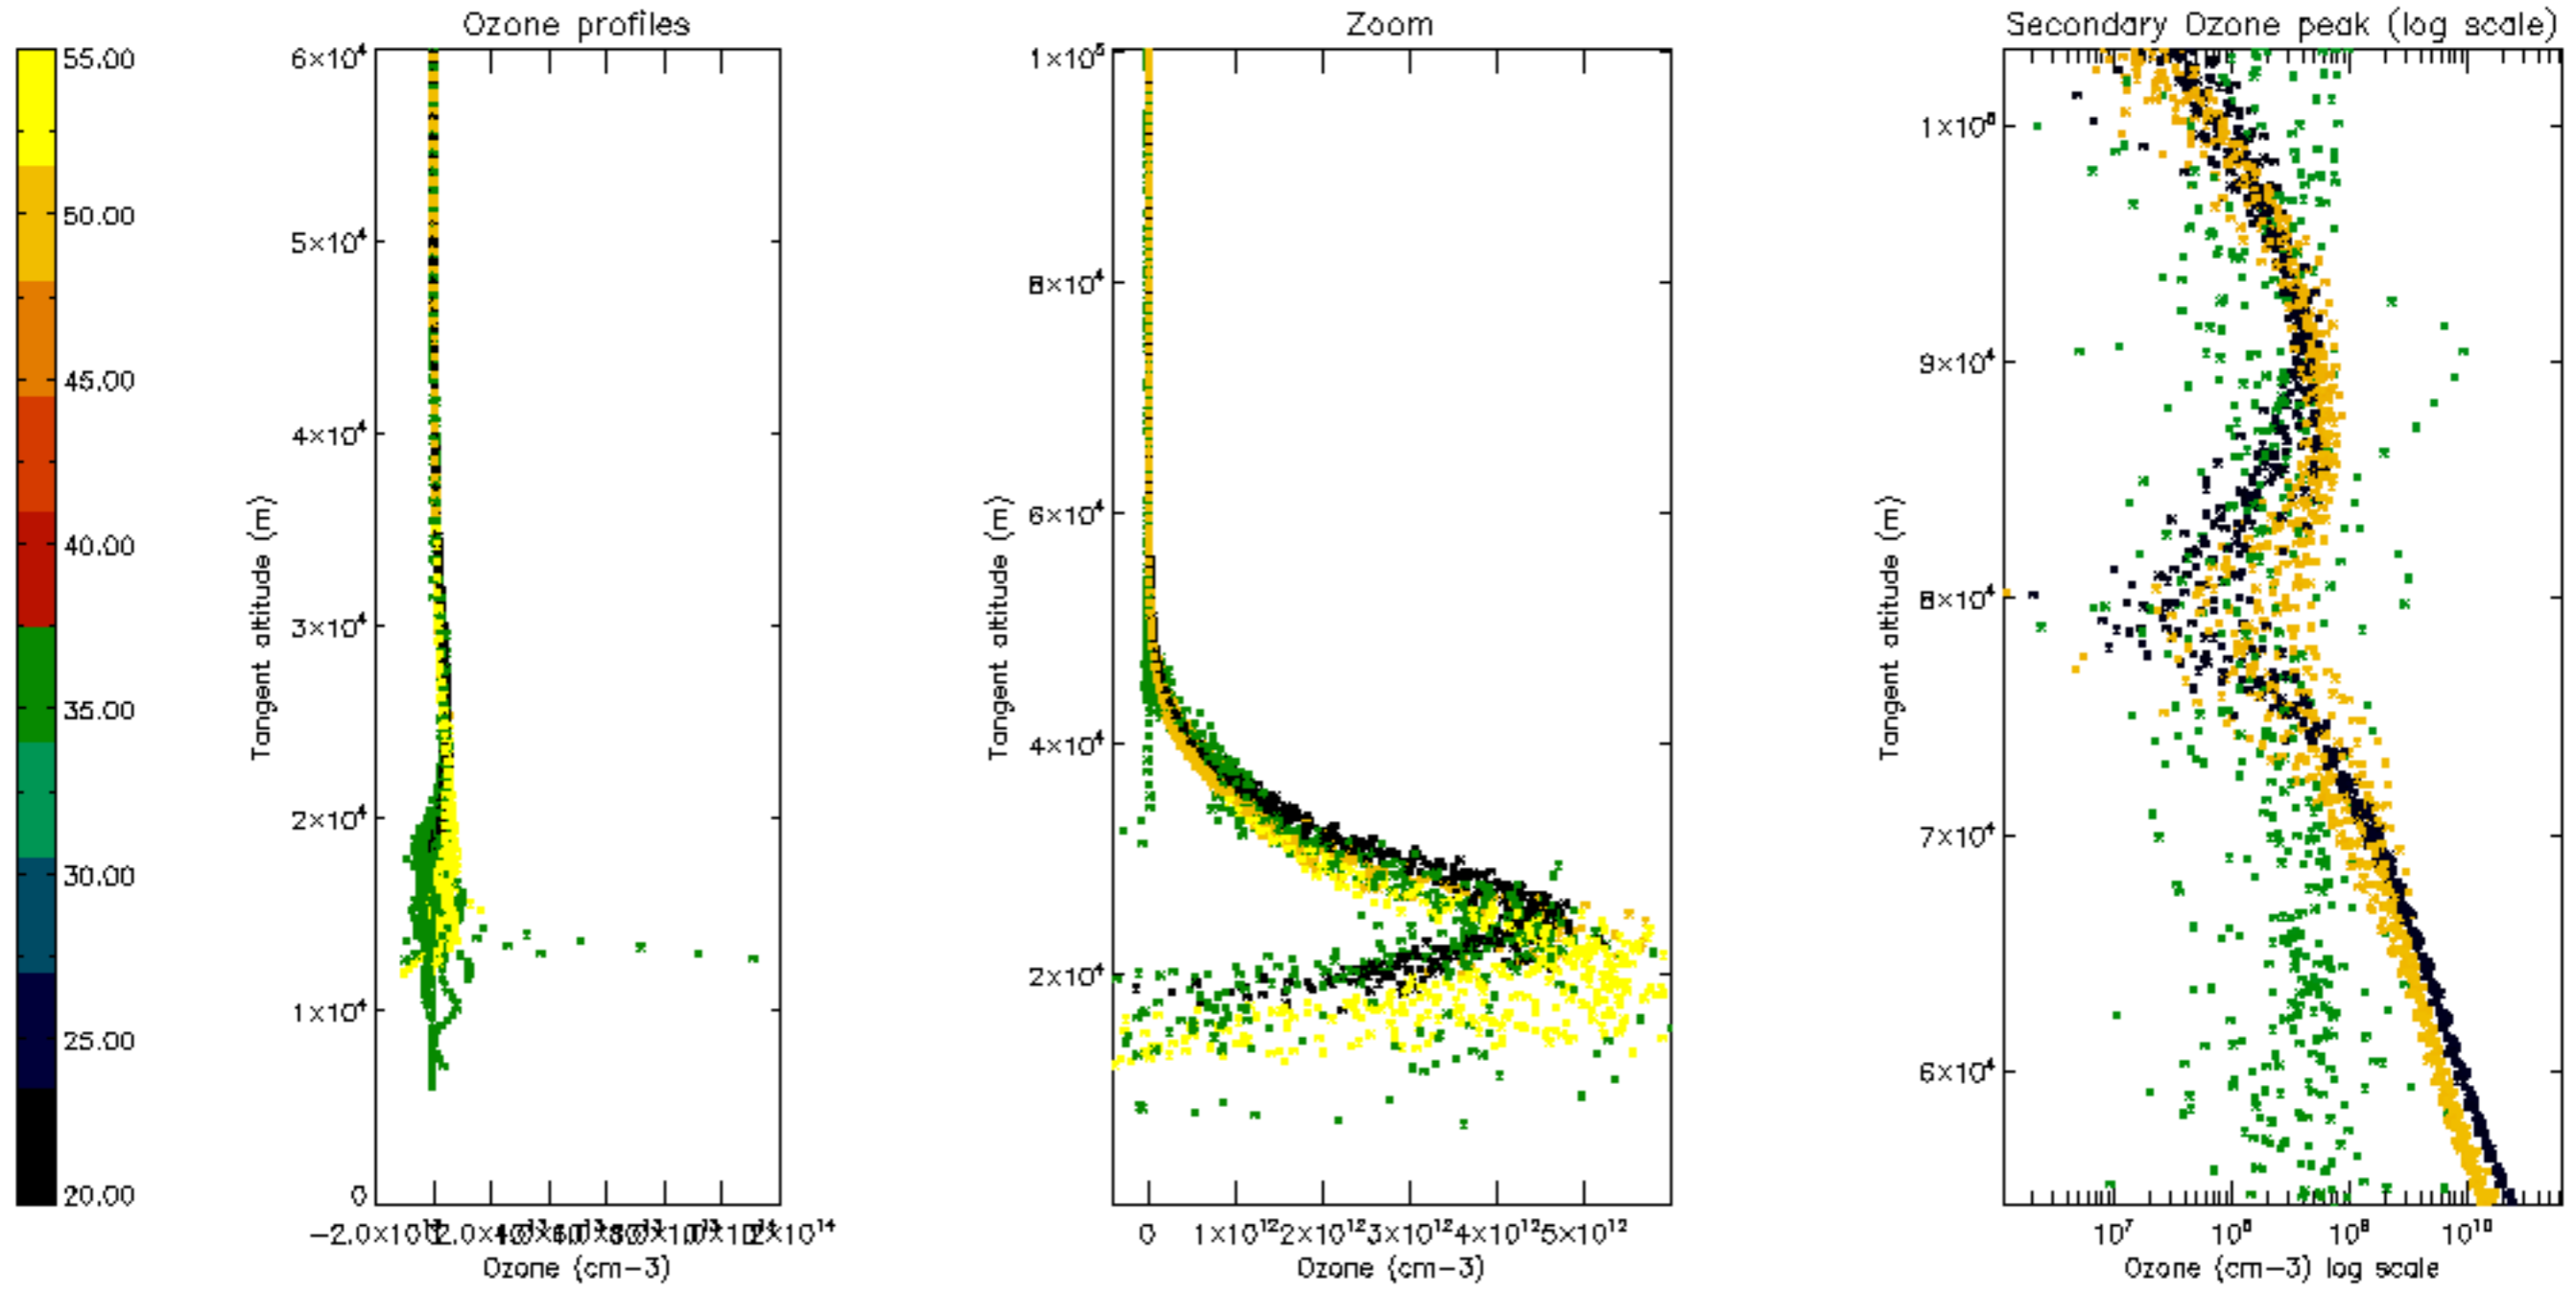 Ozone profiles
Zoom
Secondary Ozone peak (log scale)
55.00
50.00
45.00
40.00
35.00
30.00
25.00
20.00
6×10⁴
5×10⁴
4×10⁴
3×10⁴
2×10⁴
1×10⁴
0
Tangent altitude (m)
Ozone (cm-3)
1×10⁵
8×10⁴
6×10⁴
4×10⁴
2×10⁴
Tangent altitude (m)
0 1×10¹² 2×10¹² 3×10¹² 4×10¹² 5×10¹²
Ozone (cm-3)
1×10⁵
9×10⁴
8×10⁴
7×10⁴
6×10⁴
Tangent altitude (m)
10⁷ 10⁸ 10⁹ 10¹⁰
Ozone (cm-3) log scale